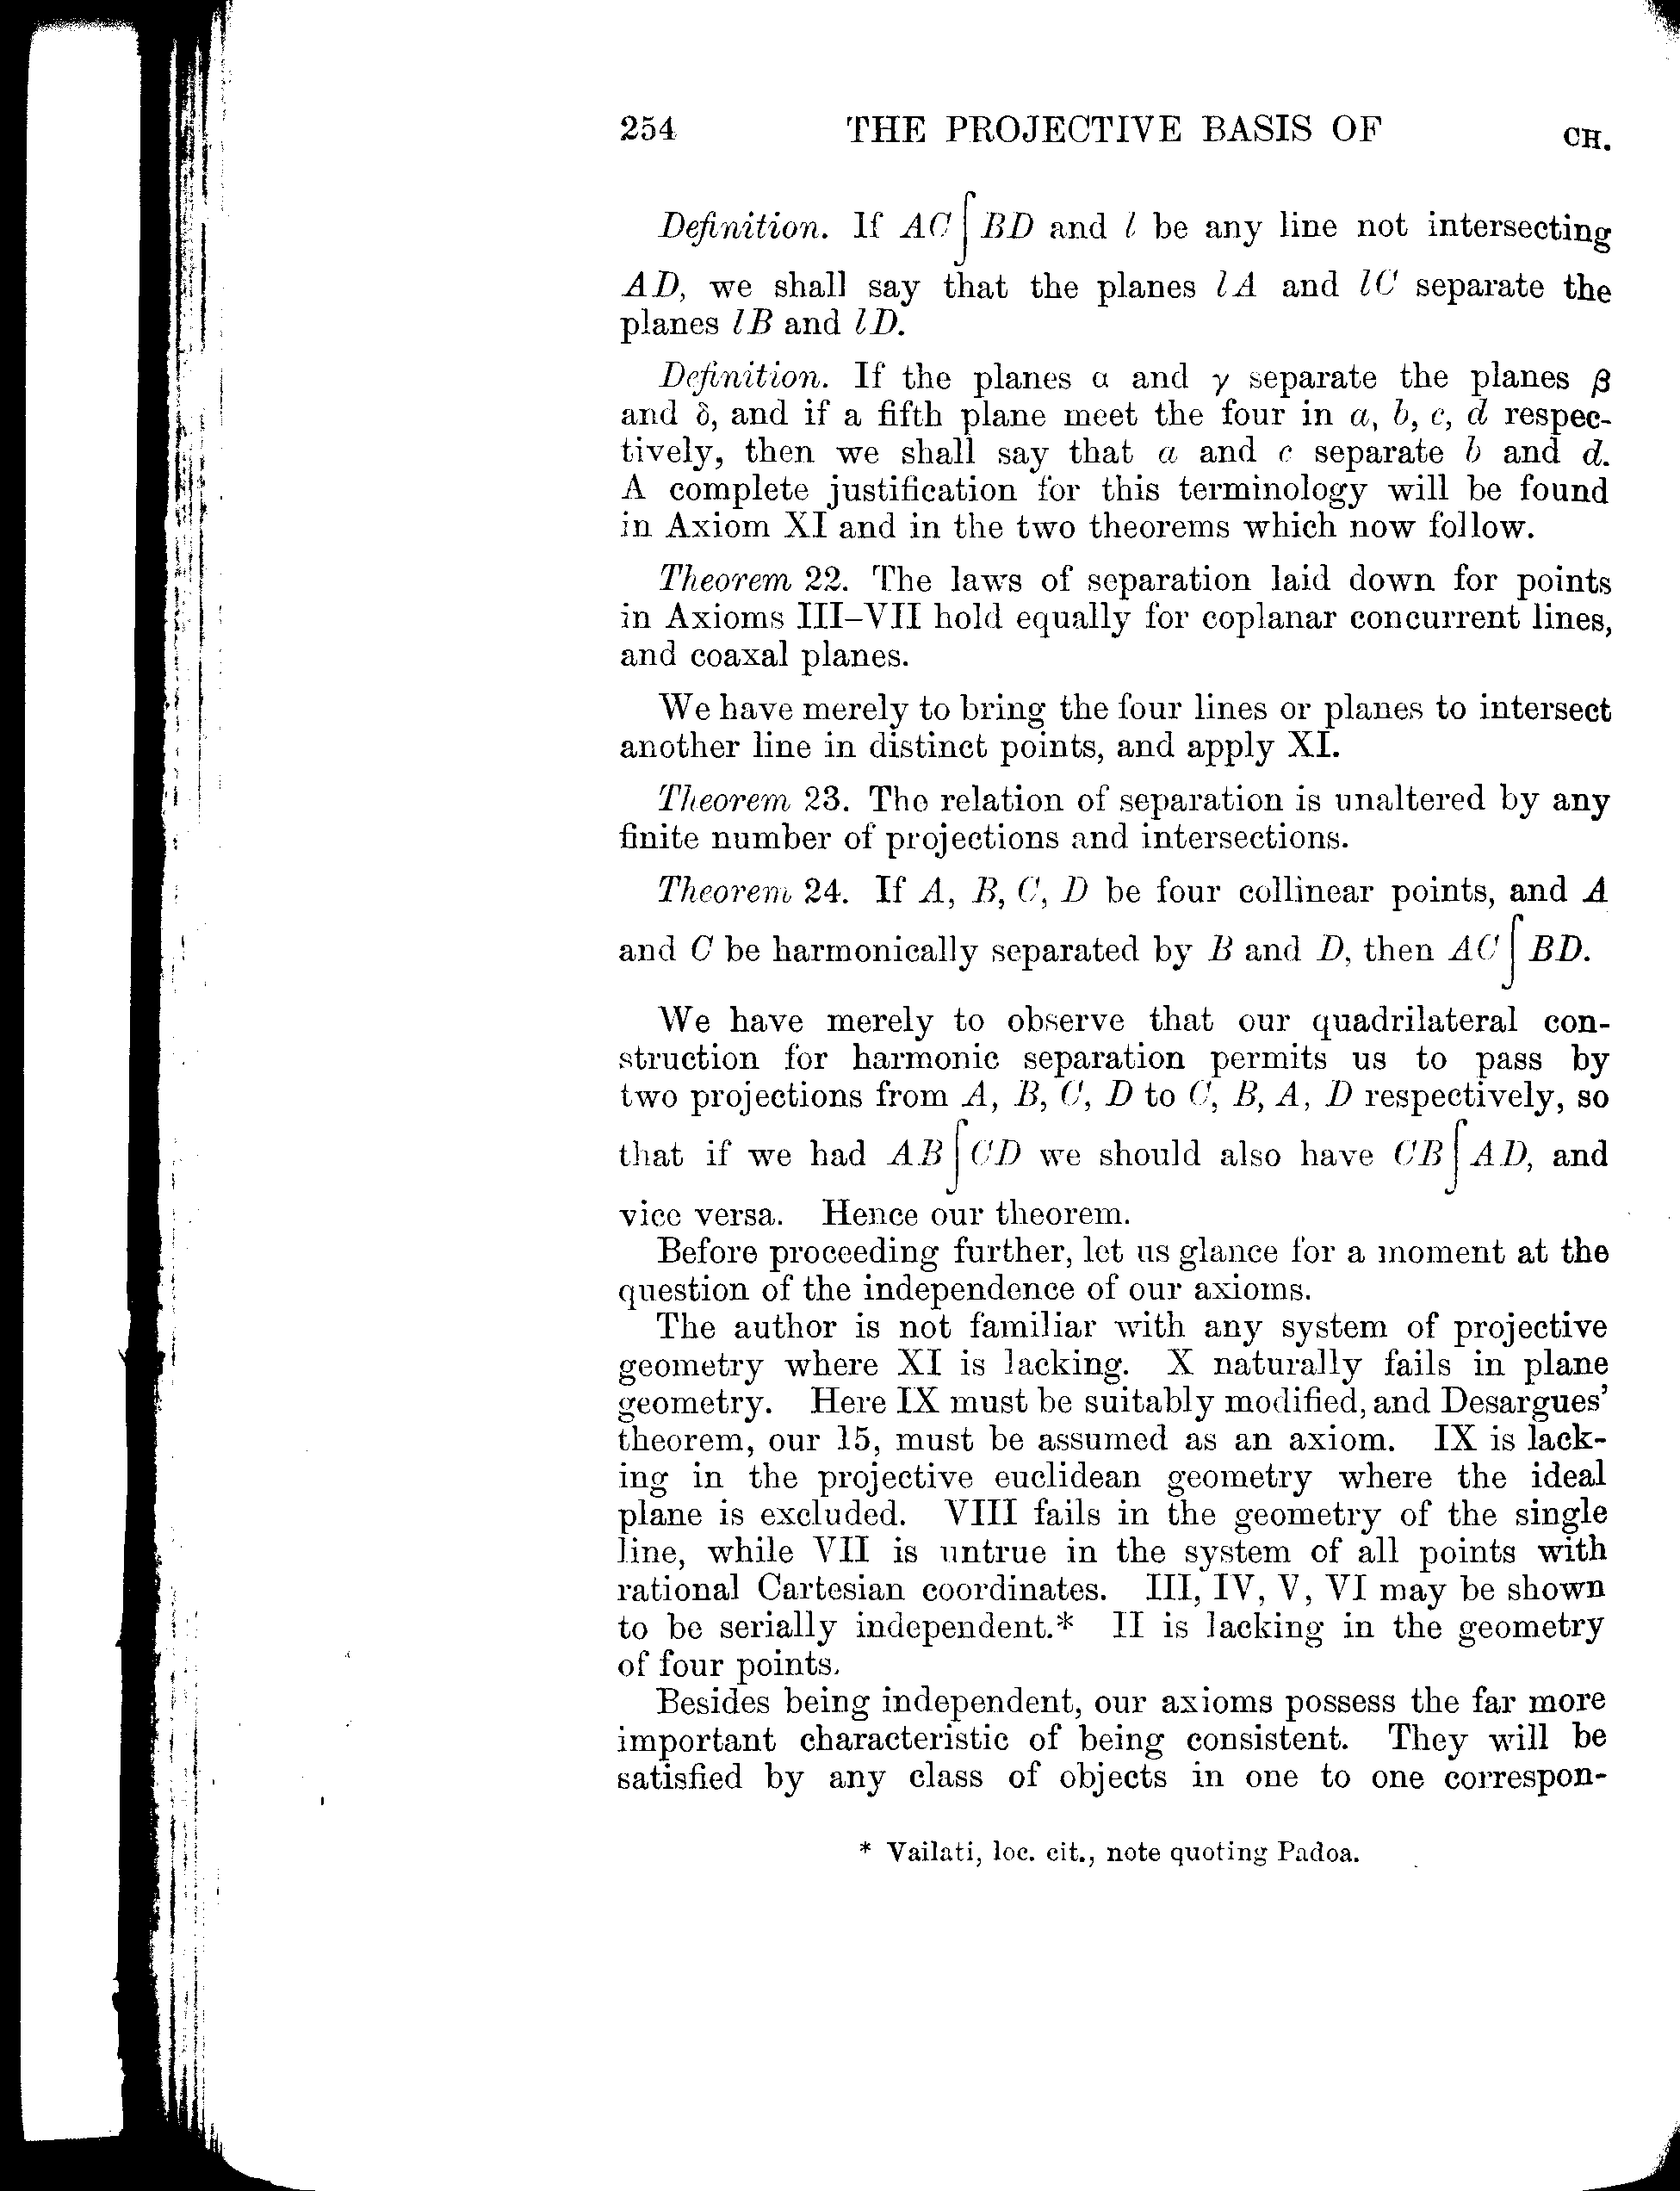 254 THE PROJECTIVE BASIS OF CH.
Definition. If AC ∫ BD and l be any line not intersecting
AD, we shall say that the planes lA and lC separate the
planes lB and lD.
Definition. If the planes α and γ separate the planes β
and δ, and if a fifth plane meet the four in a, b, c, d respec-
tively, then we shall say that a and c separate b and d.
A complete justification for this terminology will be found
in Axiom XI and in the two theorems which now follow.
Theorem 22. The laws of separation laid down for points
in Axioms III–VII hold equally for coplanar concurrent lines,
and coaxal planes.
We have merely to bring the four lines or planes to intersect
another line in distinct points, and apply XI.
Theorem 23. The relation of separation is unaltered by any
finite number of projections and intersections.
Theorem 24. If A, B, C, D be four collinear points, and A
and C be harmonically separated by B and D, then AC ∫ BD.
We have merely to observe that our quadrilateral con-
struction for harmonic separation permits us to pass by
two projections from A, B, C, D to C, B, A, D respectively, so
that if we had AB ∫ CD we should also have CB ∫ AD, and
vice versa. Hence our theorem.
Before proceeding further, let us glance for a moment at the
question of the independence of our axioms.
The author is not familiar with any system of projective
geometry where XI is lacking. X naturally fails in plane
geometry. Here IX must be suitably modified, and Desargues'
theorem, our 15, must be assumed as an axiom. IX is lack-
ing in the projective euclidean geometry where the ideal
plane is excluded. VIII fails in the geometry of the single
line, while VII is untrue in the system of all points with
rational Cartesian coordinates. III, IV, V, VI may be shown
to be serially independent.* II is lacking in the geometry
of four points.
Besides being independent, our axioms possess the far more
important characteristic of being consistent. They will be
satisfied by any class of objects in one to one correspon-
* Vailati, loc. cit., note quoting Padoa.